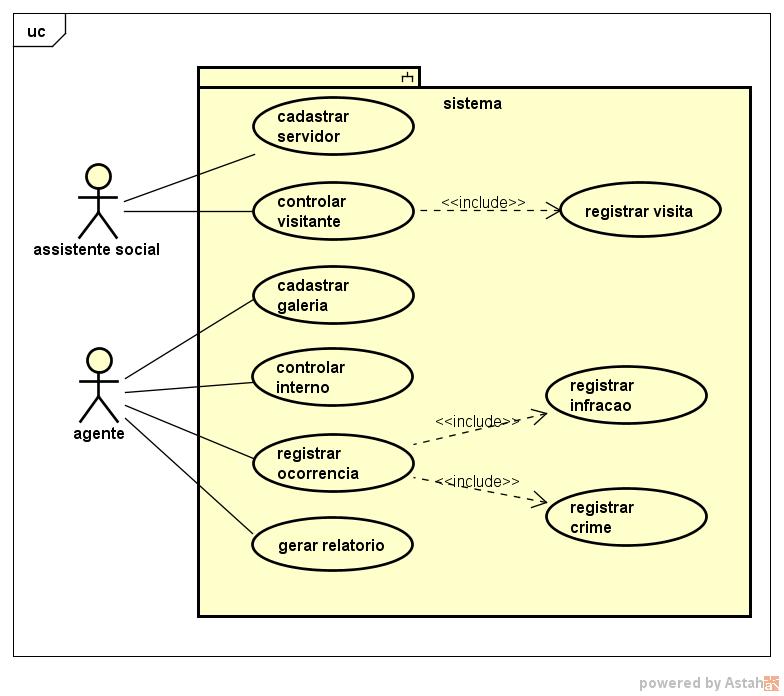 uc
sistema
cadastrar
servidor
controlar
visitante
<<include>>
registrar visita
assistente social
cadastrar
galeria
controlar
interno
agente
registrar
ocorrencia
<<include>>
registrar
infracao
<<include>>
registrar
crime
gerar relatorio
powered by Astah